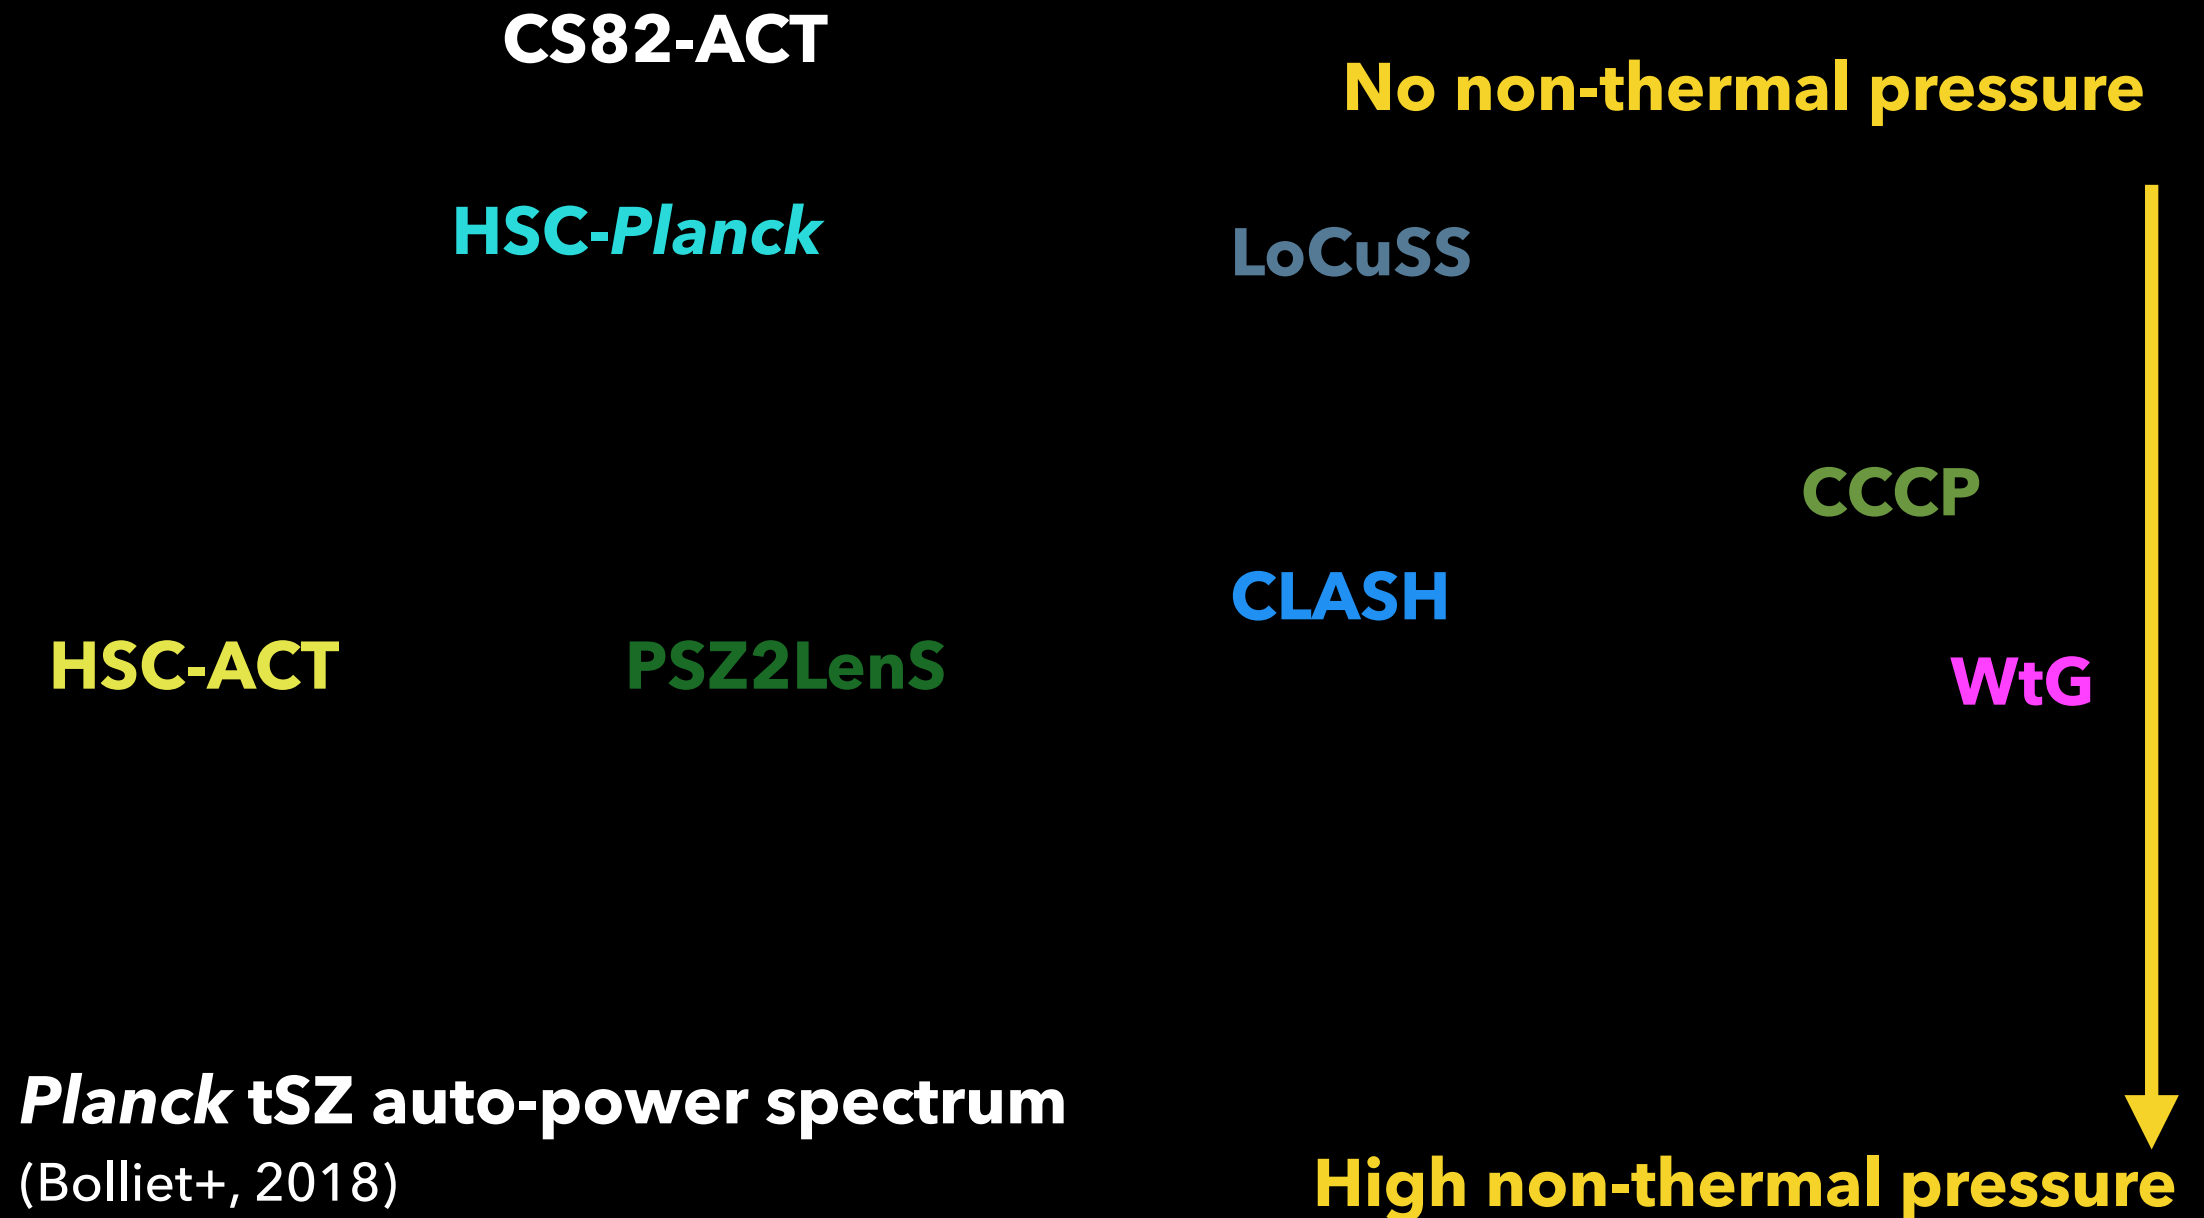 CS82-ACT
No non-thermal pressure
HSC-Planck
LoCuSS
CCCP
CLASH
HSC-ACT
PSZ2LenS
WtG
Planck tSZ auto-power spectrum
(Bolliet+, 2018)
High non-thermal pressure